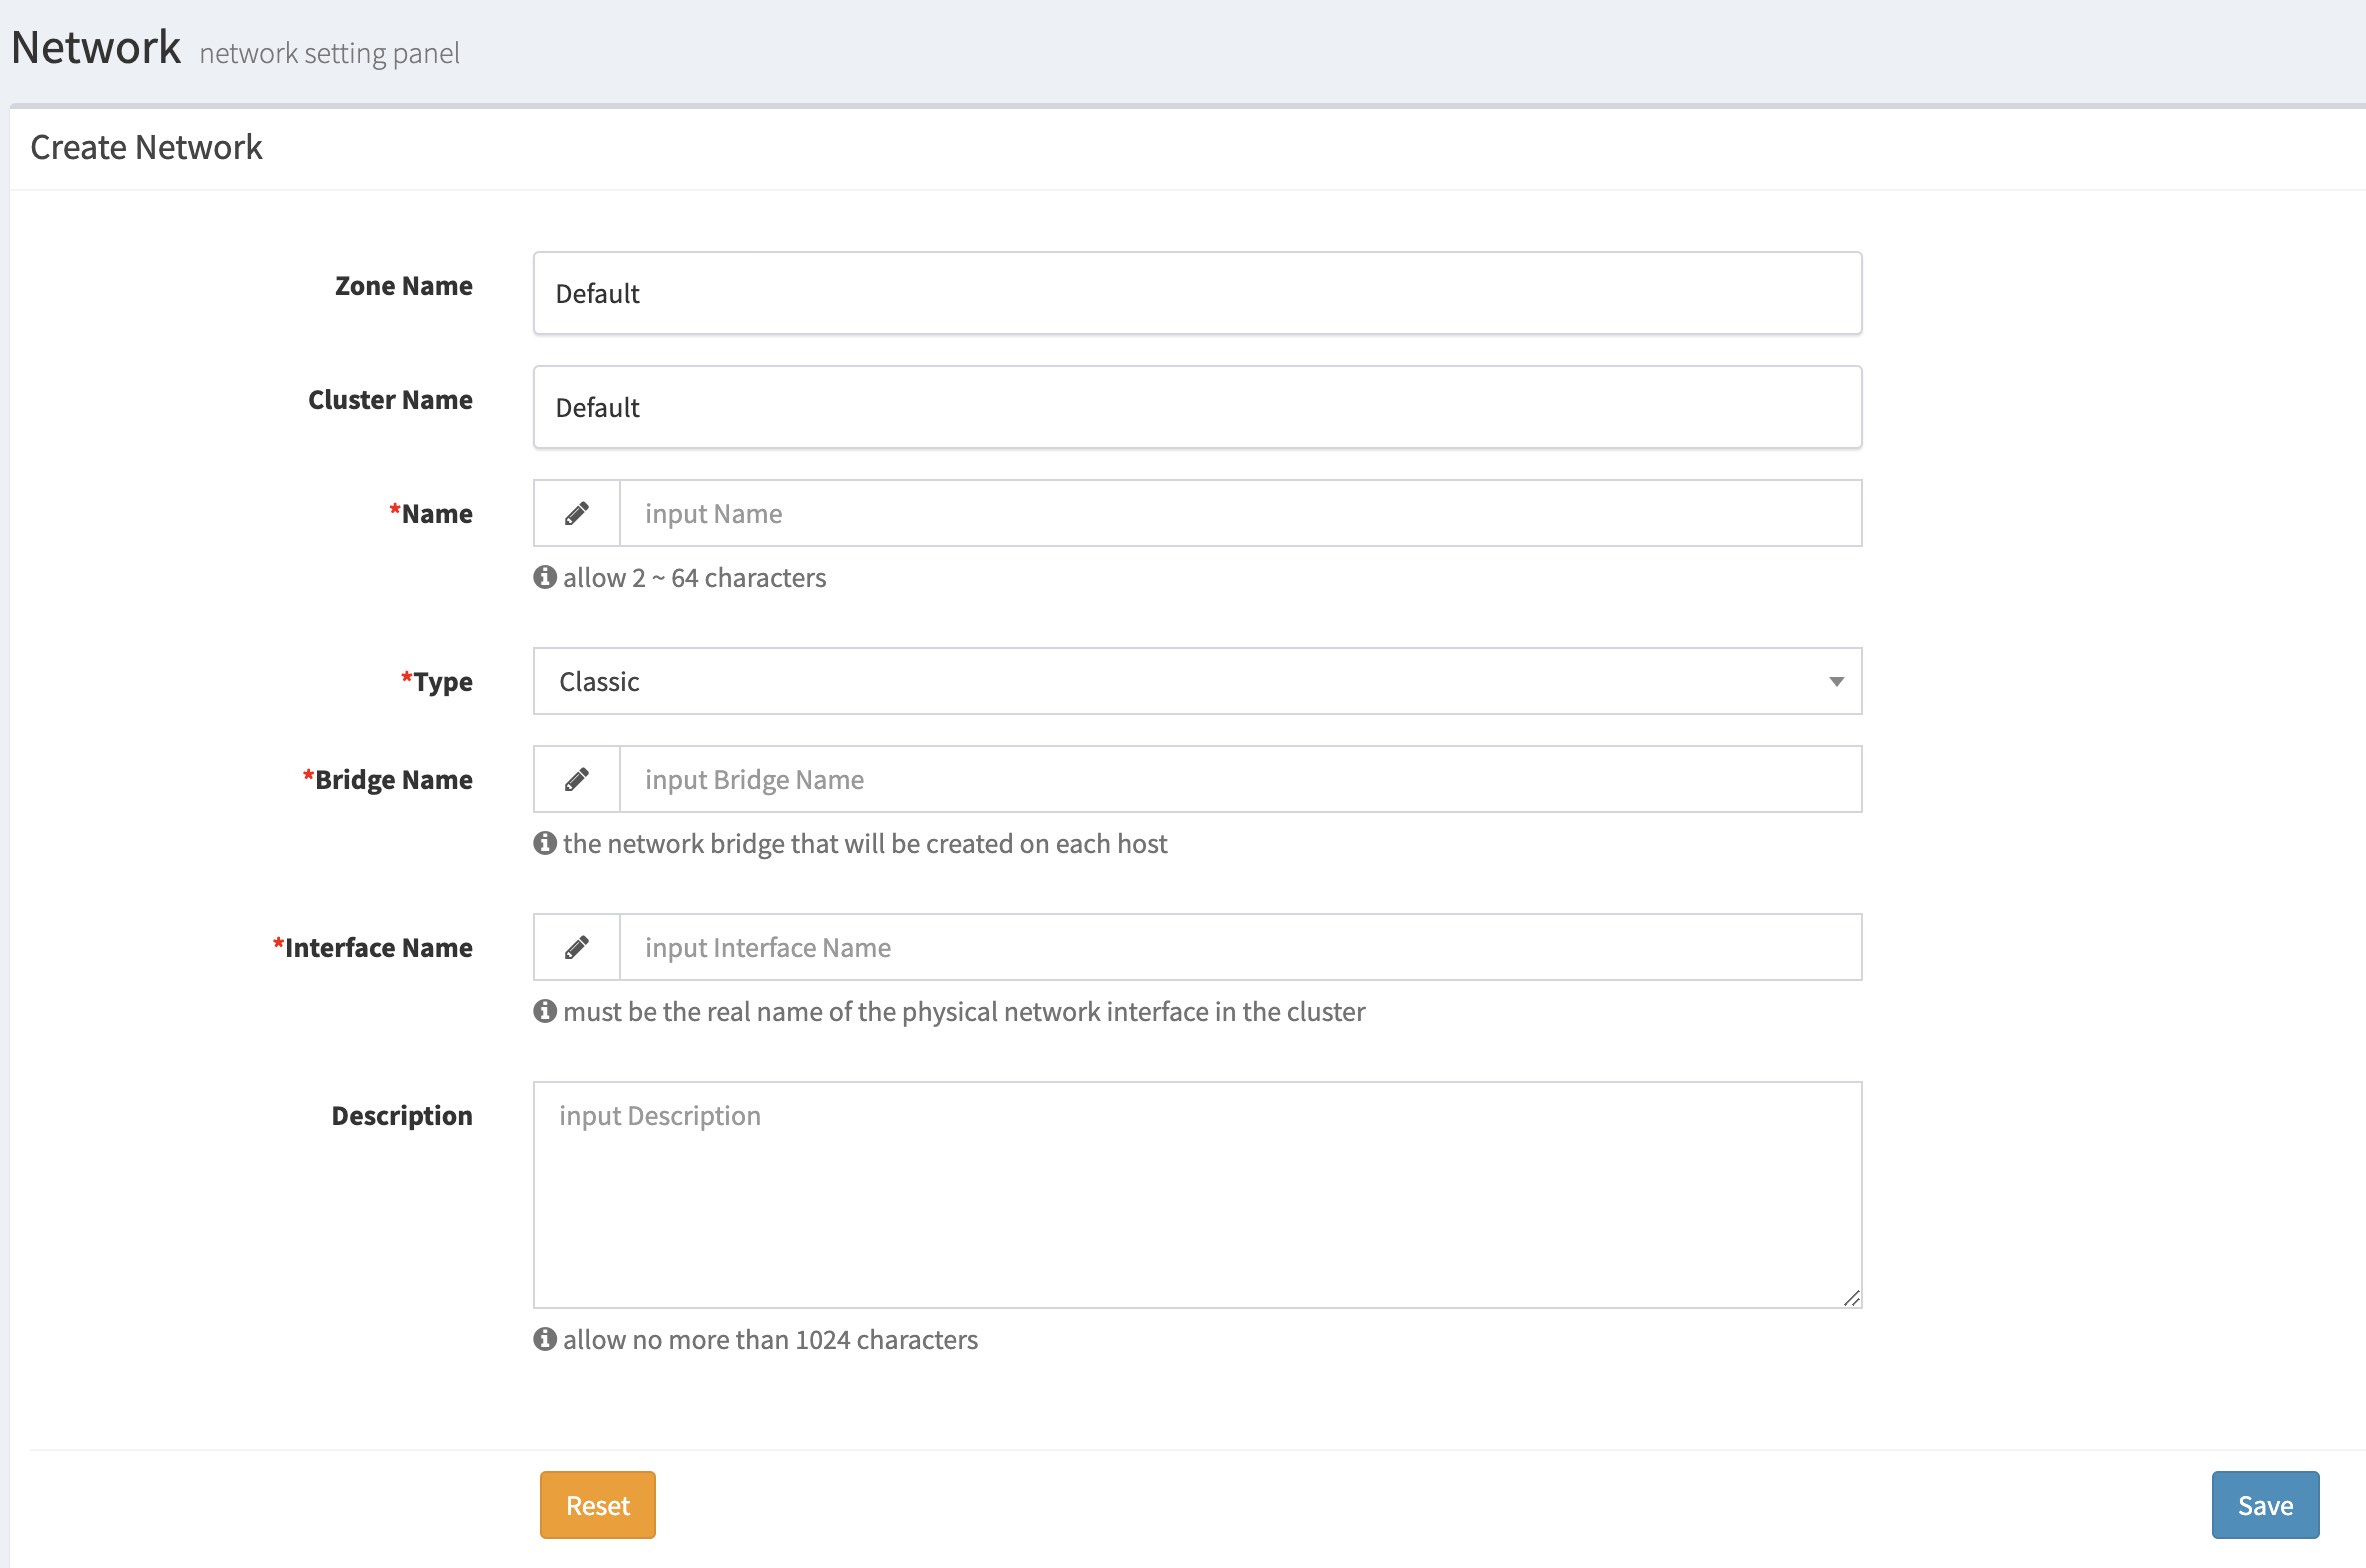 Network network setting panel
Create Network
Zone Name Default
Cluster Name Default
*Name input Name
allow 2 ~ 64 characters
*Type Classic
*Bridge Name input Bridge Name
the network bridge that will be created on each host
*Interface Name input Interface Name
must be the real name of the physical network interface in the cluster
Description input Description
allow no more than 1024 characters
Reset Save